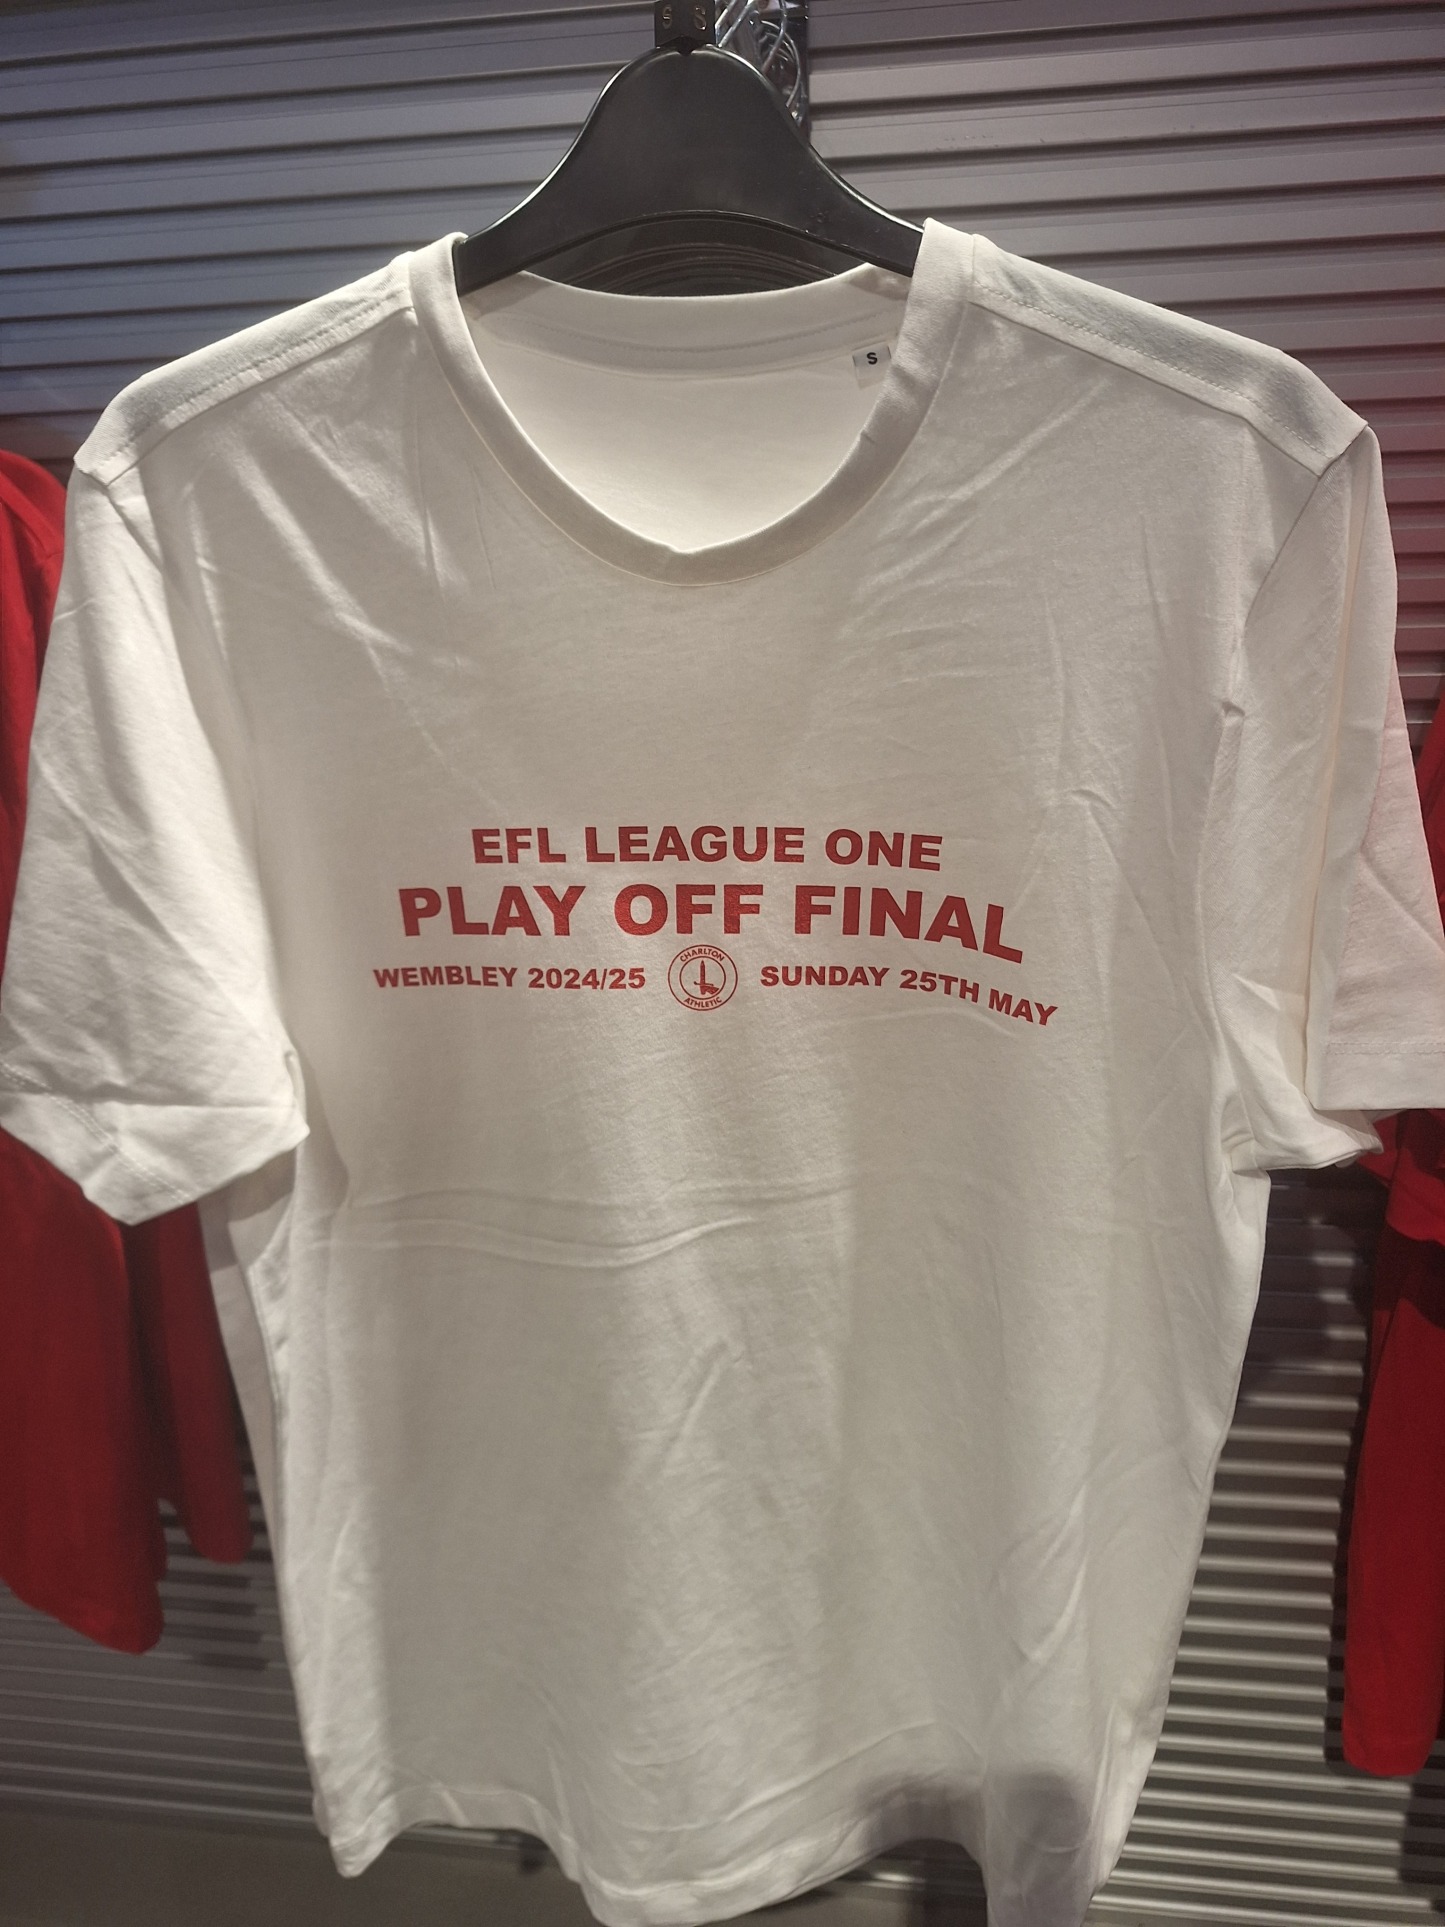 S
S
S
EFL LEAGUE ONE
PLAY OFF FINAL
WEMBLEY 2024/25
CHARLTON
ATHLETIC
SUNDAY 25TH MAY